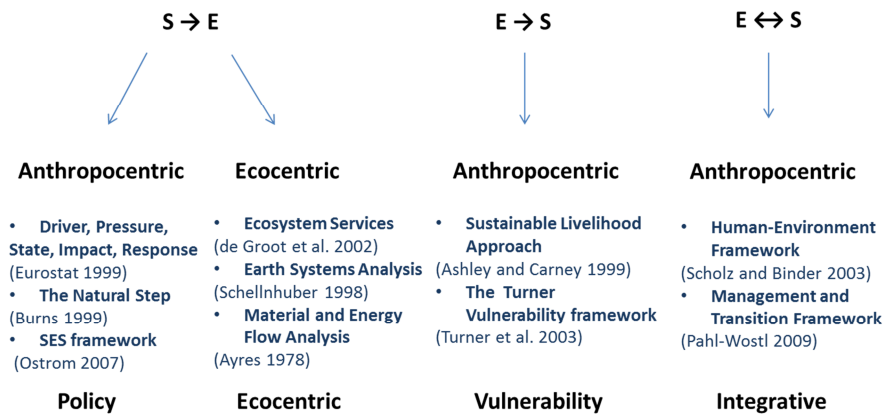 S → E
E → S
E ↔ S
Anthropocentric
Ecocentric
Anthropocentric
Anthropocentric
• Driver, Pressure,
State, Impact, Response
(Eurostat 1999)
• The Natural Step
(Burns 1999)
• SES framework
(Ostrom 2007)
• Ecosystem Services
(de Groot et al. 2002)
• Earth Systems Analysis
(Schellnhuber 1998)
• Material and Energy
Flow Analysis
(Ayres 1978)
• Sustainable Livelihood
Approach
(Ashley and Carney 1999)
• The Turner
Vulnerability framework
(Turner et al. 2003)
• Human-Environment
Framework
(Scholz and Binder 2003)
• Management and
Transition Framework
(Pahl-Wostl 2009)
Policy
Ecocentric
Vulnerability
Integrative